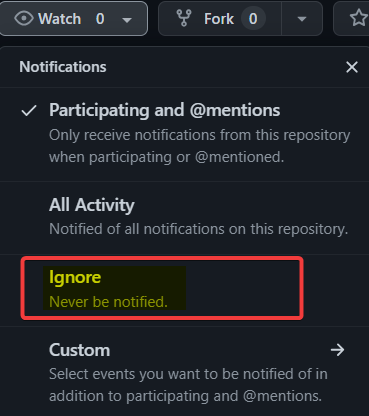 Watch 0 Fork 0
Notifications
Participating and @mentions
Only receive notifications from this repository
when participating or @mentioned.
All Activity
Notified of all notifications on this repository.
Ignore
Never be notified.
Custom
Select events you want to be notified of in
addition to participating and @mentions.